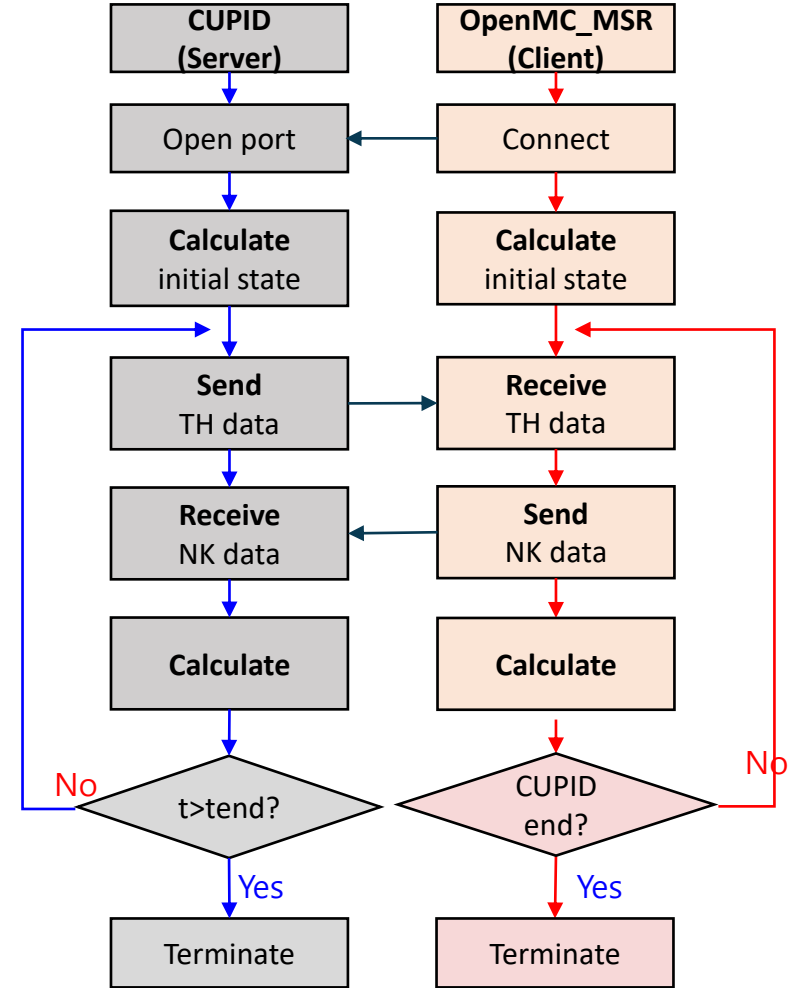 CUPID
(Server)
OpenMC_MSR
(Client)
Open port
Connect
Calculate
initial state
Calculate
initial state
Send
TH data
Receive
TH data
Receive
NK data
Send
NK data
Calculate
Calculate
No
t>tend?
CUPID
end?
No
Yes
Yes
Terminate
Terminate